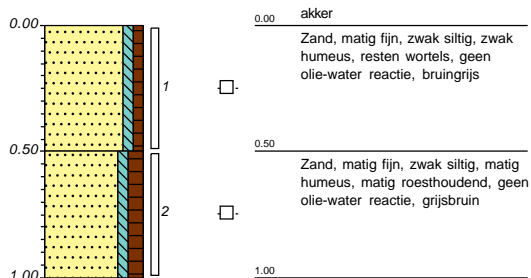 0.00
0.00
akker
Zand, matig fijn, zwak siltig, zwak
humeus, resten wortels, geen
olie-water reactie, bruingrijs
1
0.50
0.50
Zand, matig fijn, zwak siltig, matig
humeus, matig roesthoudend, geen
olie-water reactie, grijsbruin
2
1.00
1.00